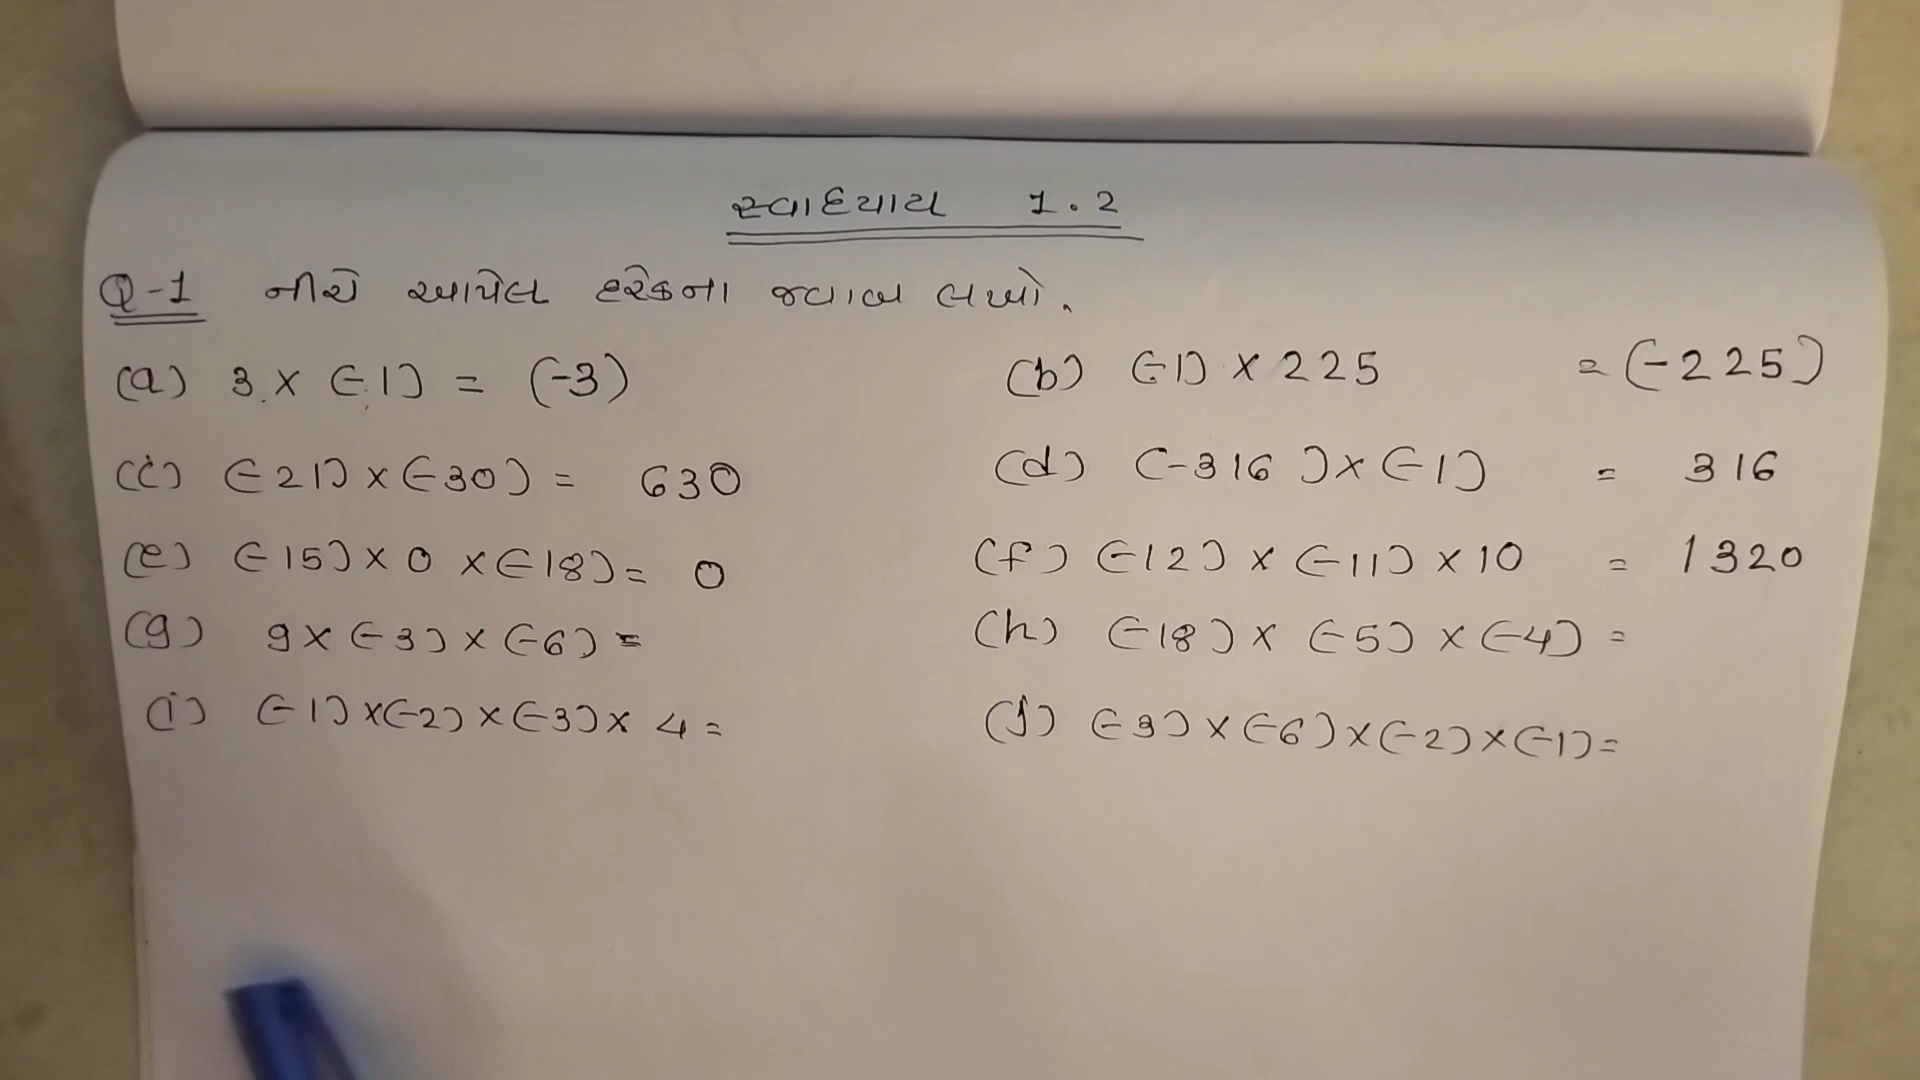 સ્વાધ્યાય 1.2
Q-1 નીચે આપેલ દરેકના જવાબ લખો.
(a) 3 × (-1) = (-3) (b) (-1) × 225 = (-225)
(c) (-21) × (-30) = 630 (d) (-316) × (-1) = 316
(e) (-15) × 0 × (-18) = 0 (f) (-12) × (-11) × 10 = 1320
(g) 9 × (-3) × (-6) = (h) (-18) × (-5) × (-4) =
(i) (-1) × (-2) × (-3) × 4 = (j) (-3) × (-6) × (-2) × (-1) =